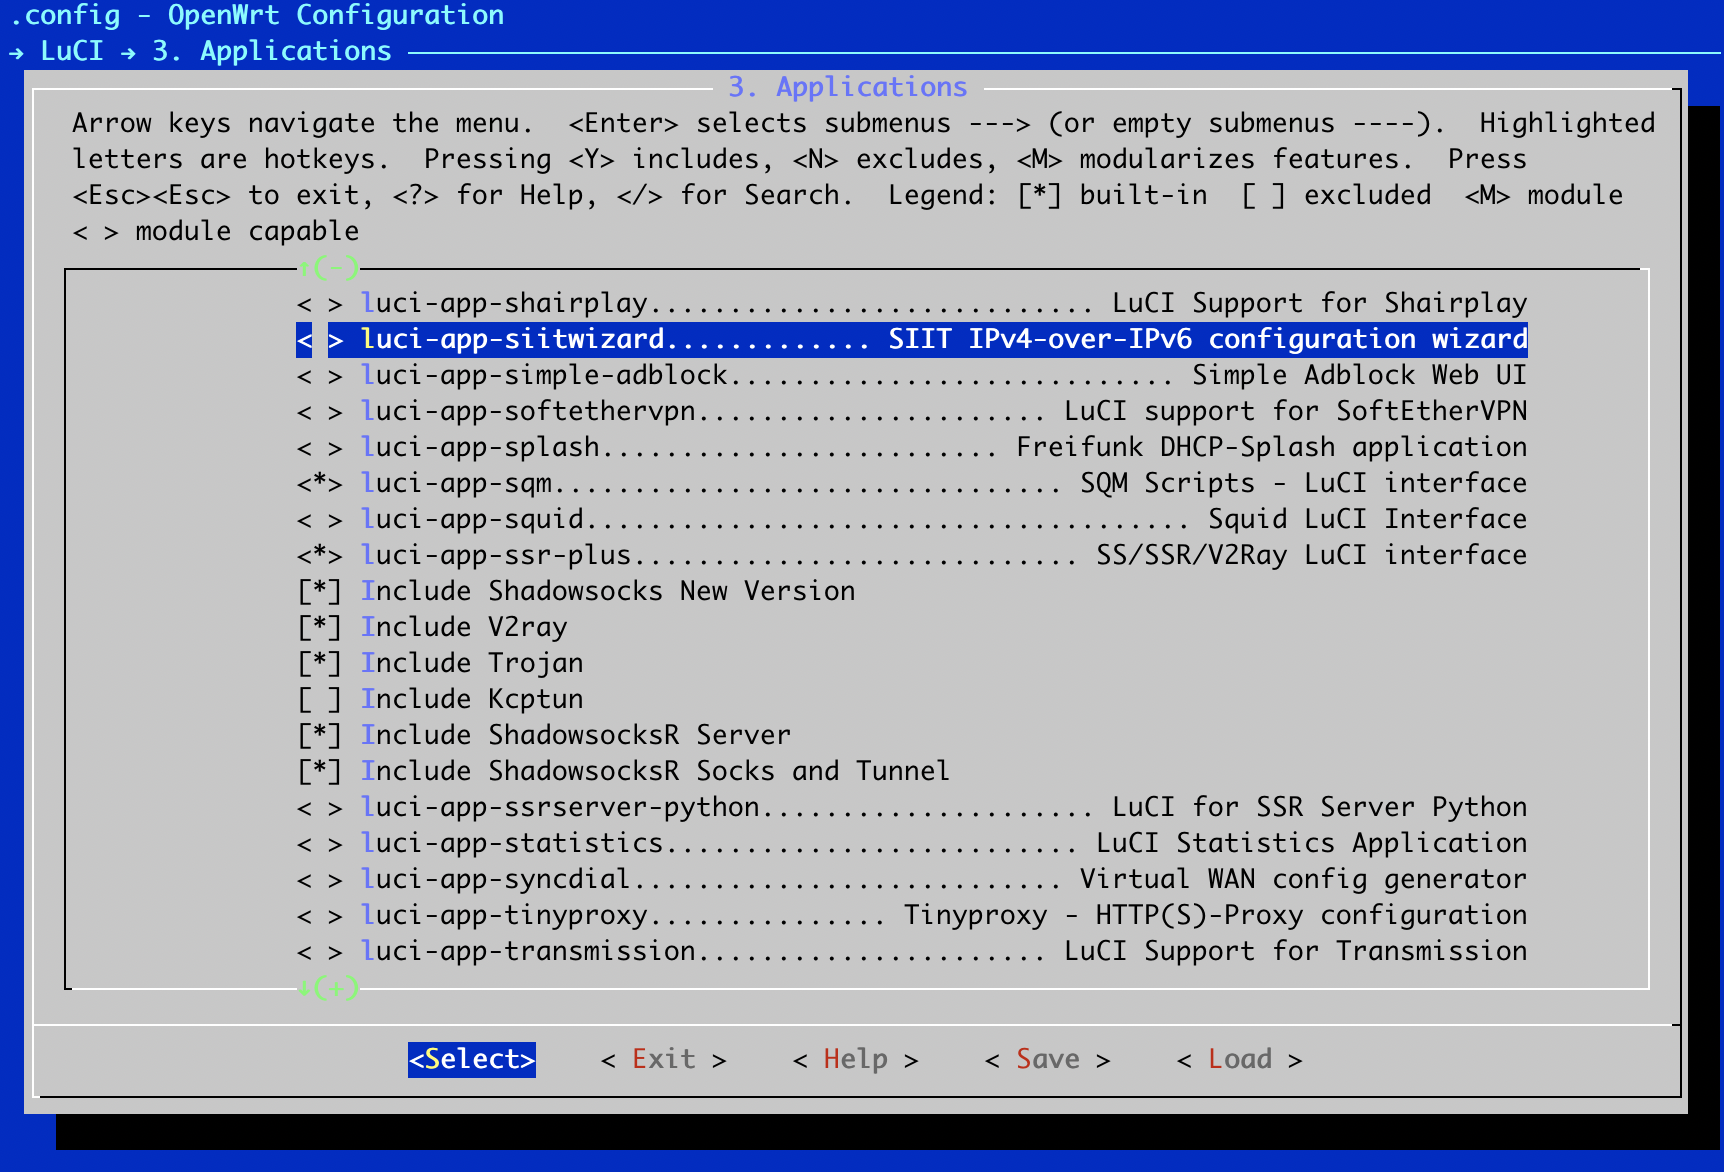 .config - OpenWrt Configuration
→ LuCI → 3. Applications
3. Applications
Arrow keys navigate the menu.  <Enter> selects submenus ---> (or empty submenus ----).  Highlighted
letters are hotkeys.  Pressing <Y> includes, <N> excludes, <M> modularizes features.  Press
<Esc><Esc> to exit, <?> for Help, </> for Search.  Legend: [*] built-in  [ ] excluded  <M> module
< > module capable
↑(-)
< > luci-app-shairplay............................ LuCI Support for Shairplay
< > luci-app-siitwizard............. SIIT IPv4-over-IPv6 configuration wizard
< > luci-app-simple-adblock............................ Simple Adblock Web UI
< > luci-app-softethervpn...................... LuCI support for SoftEtherVPN
< > luci-app-splash......................... Freifunk DHCP-Splash application
<*> luci-app-sqm................................ SQM Scripts - LuCI interface
< > luci-app-squid...................................... Squid LuCI Interface
<*> luci-app-ssr-plus............................ SS/SSR/V2Ray LuCI interface
[*] Include Shadowsocks New Version
[*] Include V2ray
[*] Include Trojan
[ ] Include Kcptun
[*] Include ShadowsocksR Server
[*] Include ShadowsocksR Socks and Tunnel
< > luci-app-ssrserver-python..................... LuCI for SSR Server Python
< > luci-app-statistics.......................... LuCI Statistics Application
< > luci-app-syncdial........................... Virtual WAN config generator
< > luci-app-tinyproxy............... Tinyproxy - HTTP(S)-Proxy configuration
< > luci-app-transmission...................... LuCI Support for Transmission
↓(+)
<Select>    < Exit >    < Help >    < Save >    < Load >